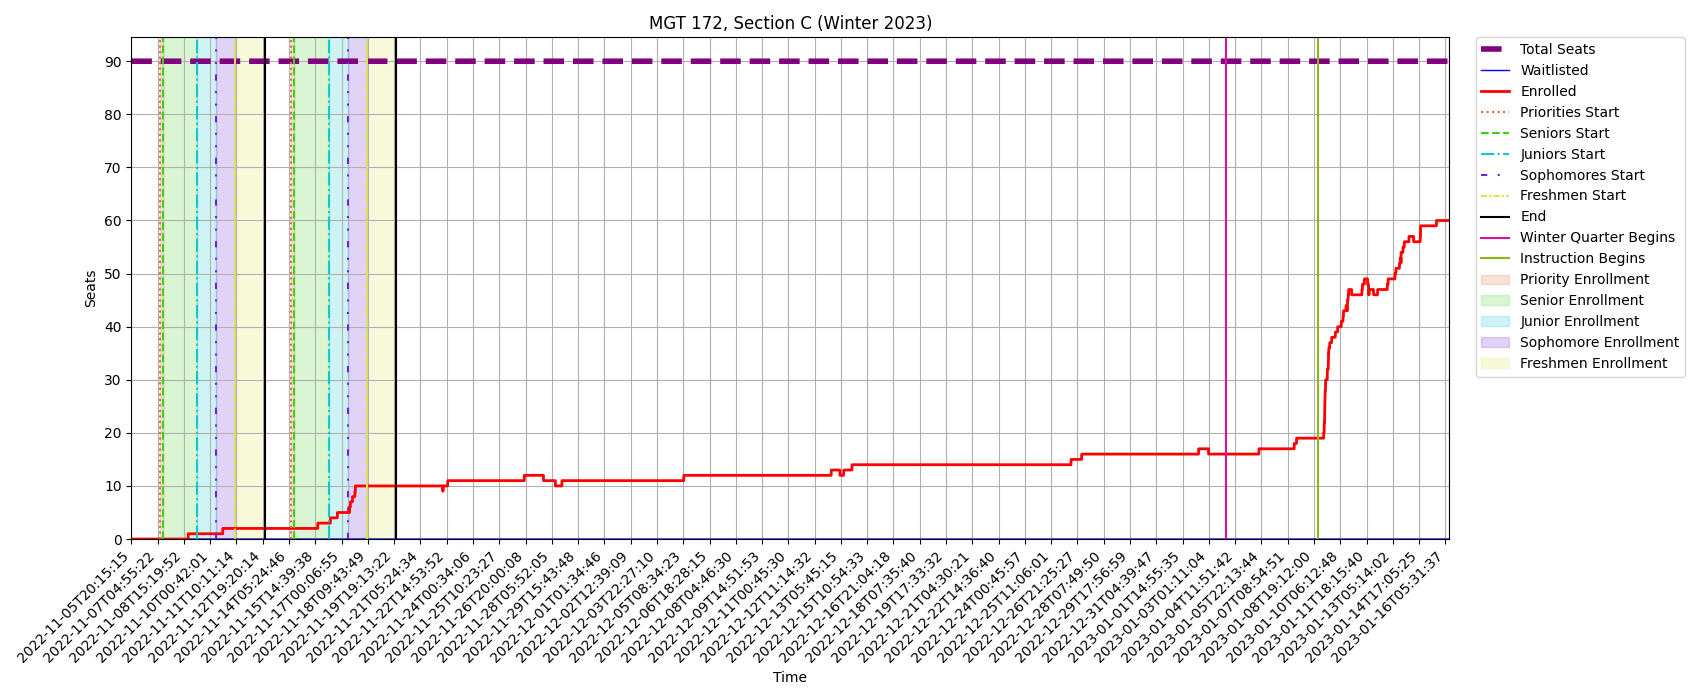 MGT 172, Section C (Winter 2023)
Seats
90
80
70
60
50
40
30
20
10
0
2022-11-05T20:15:15
2022-11-07T04:55:22
2022-11-08T15:19:52
2022-11-10T00:42:01
2022-11-11T10:11:14
2022-11-12T19:20:14
2022-11-14T05:24:46
2022-11-15T14:39:38
2022-11-17T00:06:55
2022-11-18T09:43:49
2022-11-19T19:13:22
2022-11-21T05:24:34
2022-11-22T14:53:52
2022-11-24T00:34:06
2022-11-25T10:23:27
2022-11-26T20:00:08
2022-11-28T05:52:05
2022-11-29T15:43:48
2022-12-01T01:34:46
2022-12-02T12:39:09
2022-12-03T22:27:10
2022-12-05T08:34:23
2022-12-06T18:28:15
2022-12-08T04:46:30
2022-12-09T14:51:53
2022-12-11T00:45:30
2022-12-12T11:14:32
2022-12-13T05:45:15
2022-12-15T10:54:33
2022-12-16T21:04:18
2022-12-18T07:35:40
2022-12-19T17:33:32
2022-12-21T04:30:21
2022-12-22T14:36:40
2022-12-24T00:45:57
2022-12-25T11:06:01
2022-12-26T21:25:27
2022-12-28T07:49:50
2022-12-29T17:56:59
2022-12-31T04:39:47
2023-01-01T14:55:35
2023-01-03T01:11:04
2023-01-04T11:51:42
2023-01-05T22:13:44
2023-01-07T08:54:51
2023-01-08T19:12:00
2023-01-10T06:12:48
2023-01-11T18:15:40
2023-01-13T05:14:02
2023-01-14T17:05:25
2023-01-16T05:31:37
Time
Total Seats
Waitlisted
Enrolled
Priorities Start
Seniors Start
Juniors Start
Sophomores Start
Freshmen Start
End
Winter Quarter Begins
Instruction Begins
Priority Enrollment
Senior Enrollment
Junior Enrollment
Sophomore Enrollment
Freshmen Enrollment